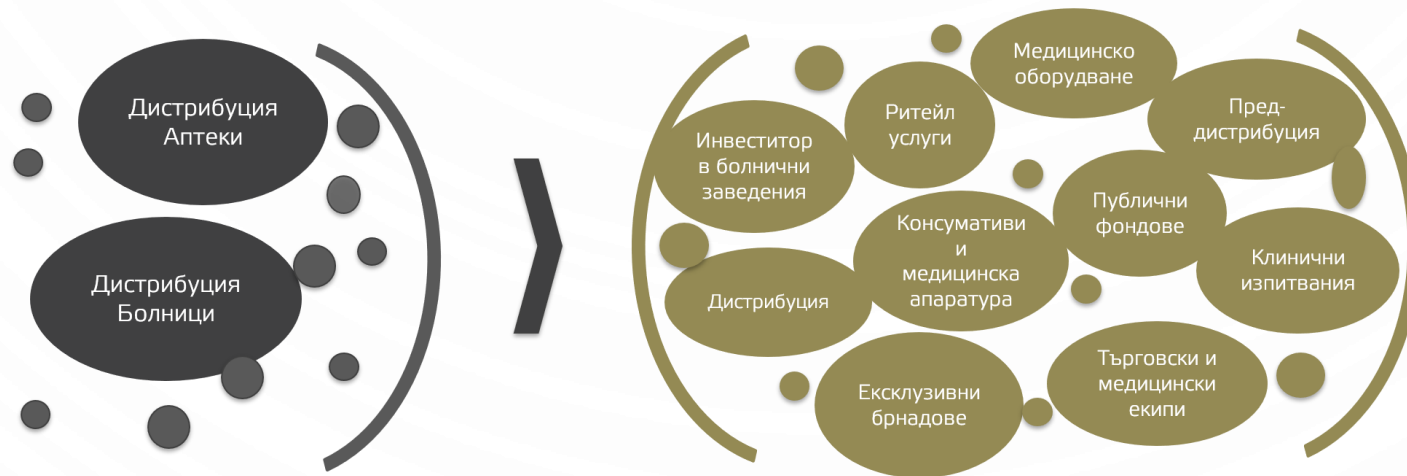 Дистрибуция
Аптеки
Дистрибуция
Болници
Медицинско
оборудване
Ритейл
услуги
Пред-
дистрибуция
Инвеститор
в болнични
заведения
Публични
фондове
Консумативи
и
медицинска
апаратура
Клинични
изпитвания
Дистрибуция
Търговски и
медицински
екипи
Ексклузивни
брнадове